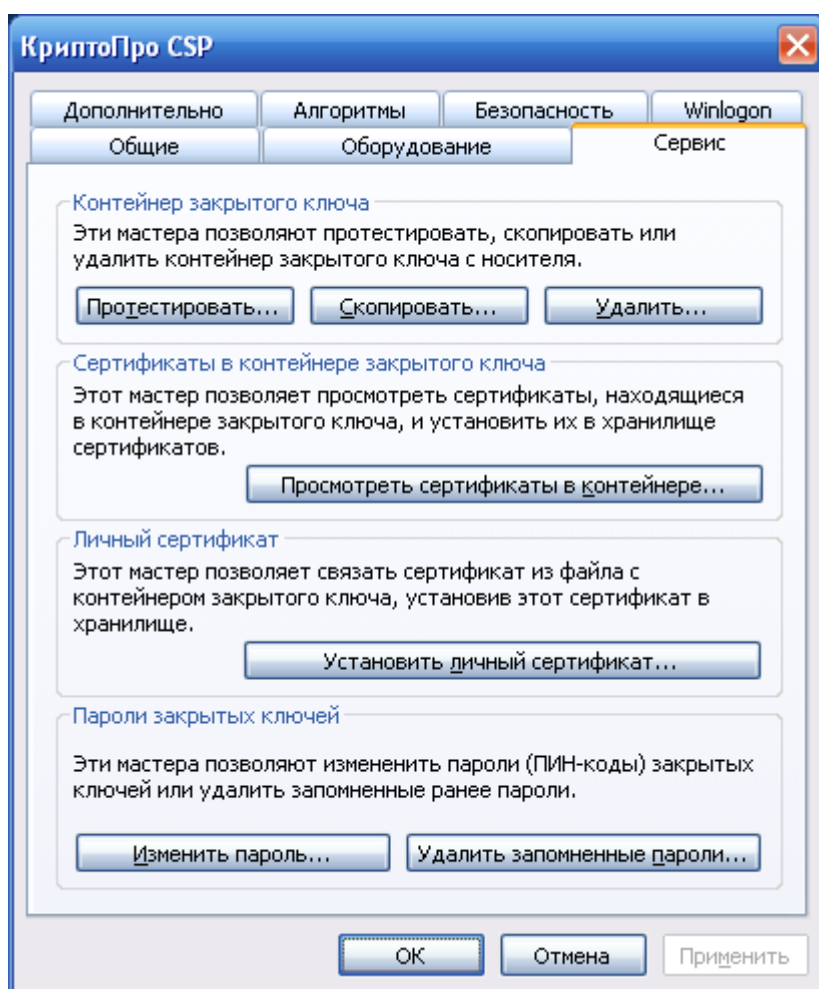 КриптоПро CSP
Дополнительно Алгоритмы Безопасность Winlogon
Общие Оборудование Сервис
Контейнер закрытого ключа
Эти мастера позволяют протестировать, скопировать или
удалить контейнер закрытого ключа с носителя.
Протестировать... Скопировать... Удалить...
Сертификаты в контейнере закрытого ключа
Этот мастер позволяет просмотреть сертификаты, находящиеся
в контейнере закрытого ключа, и установить их в хранилище
сертификатов.
Просмотреть сертификаты в контейнере...
Личный сертификат
Этот мастер позволяет связать сертификат из файла с
контейнером закрытого ключа, установив этот сертификат в
хранилище.
Установить личный сертификат...
Пароли закрытых ключей
Эти мастера позволяют измененить пароли (ПИН-коды) закрытых
ключей или удалить запомненные ранее пароли.
Изменить пароль... Удалить запомненные пароли...
ОК Отмена Применить